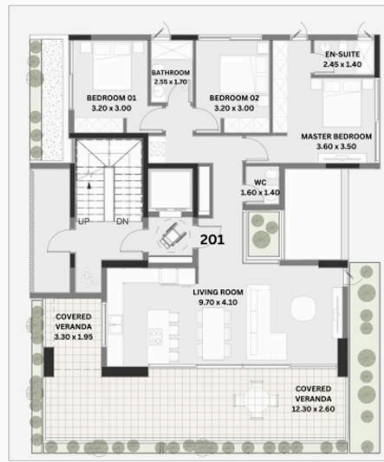 EN-SUITE
2.45 x 1.40
BATHROOM
2.55 x 1.70
BEDROOM 01
3.20 x 3.00
BEDROOM 02
3.20 x 3.00
MASTER BEDROOM
3.60 x 3.50
WC
1.60 x 1.40
UP
DN
201
LIVING ROOM
9.70 x 4.10
COVERED
VERANDA
3.30 x 1.95
COVERED
VERANDA
12.30 x 2.60